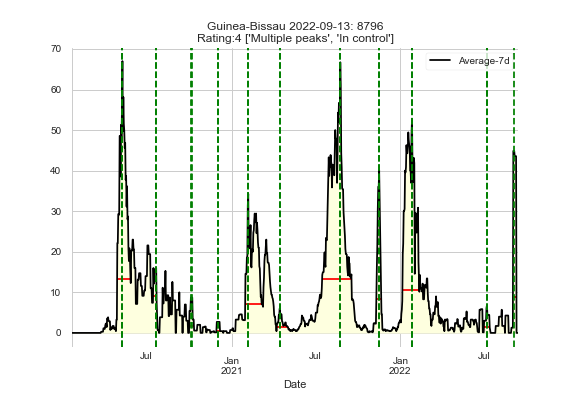 Guinea-Bissau 2022-09-13: 8796
Rating:4 ['Multiple peaks', 'In control']
Average-7d
70
60
50
40
30
20
10
0
Jul
Jan
2021
Jul
Jan
2022
Jul
Date